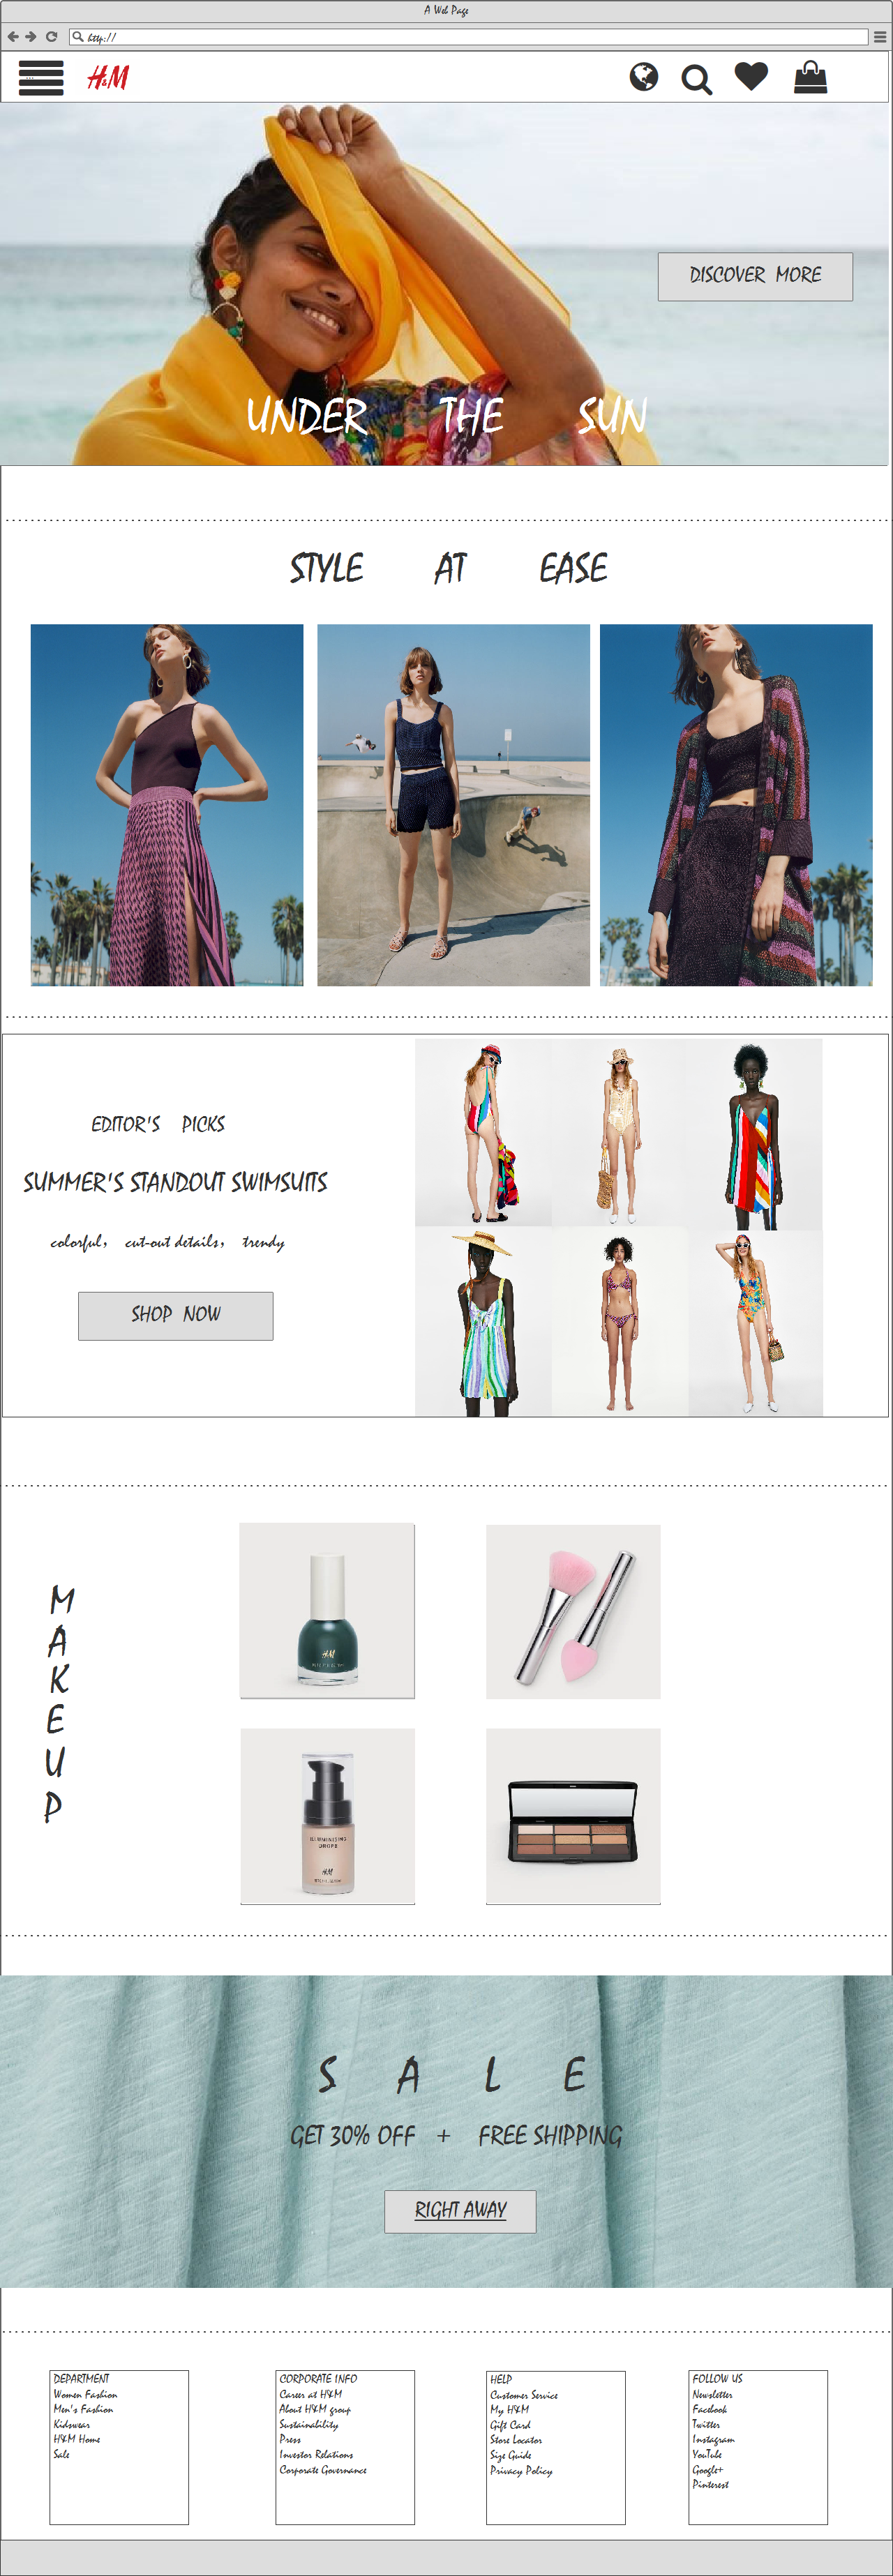 A Web Page
http://
H&M
DISCOVER MORE
UNDER THE SUN
STYLE AT EASE
EDITOR'S PICKS
SUMMER'S STANDOUT SWIMSUITS
colorful, cut-out details, trendy
SHOP NOW
MAKEUP
H&M
ILLUMINISING
DROPS
H&M
S A L E
GET 30% OFF + FREE SHIPPING
RIGHT AWAY
DEPARTMENT
Women Fashion
Men's Fashion
Kidswear
H&M Home
Sale
CORPORATE INFO
Career at H&M
About H&M group
Sustainability
Press
Investor Relations
Corporate Governance
HELP
Customer Service
My H&M
Gift Card
Store Locator
Size Guide
Privacy Policy
FOLLOW US
Newsletter
Facebook
Twitter
Instagram
YouTube
Google+
Pinterest